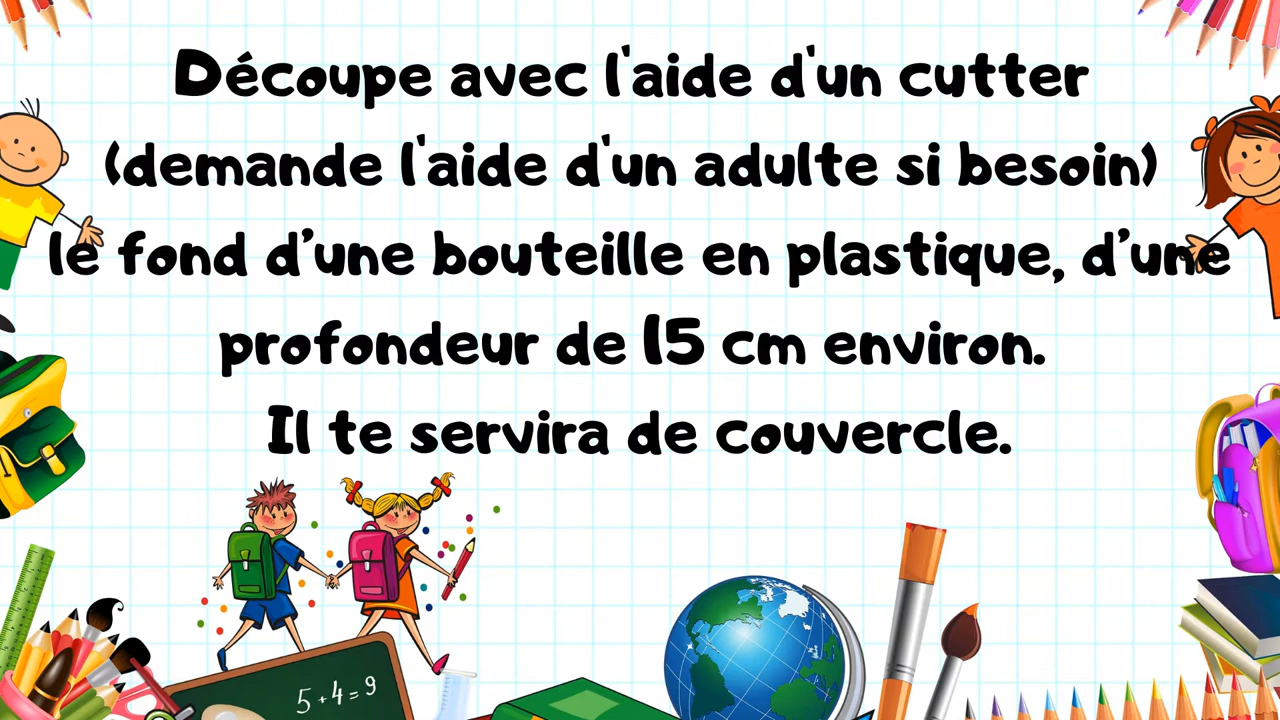 Découpe avec l'aide d'un cutter
(demande l'aide d'un adulte si besoin)
le fond d’une bouteille en plastique, d’une
profondeur de 15 cm environ.
Il te servira de couvercle.
5+4=9